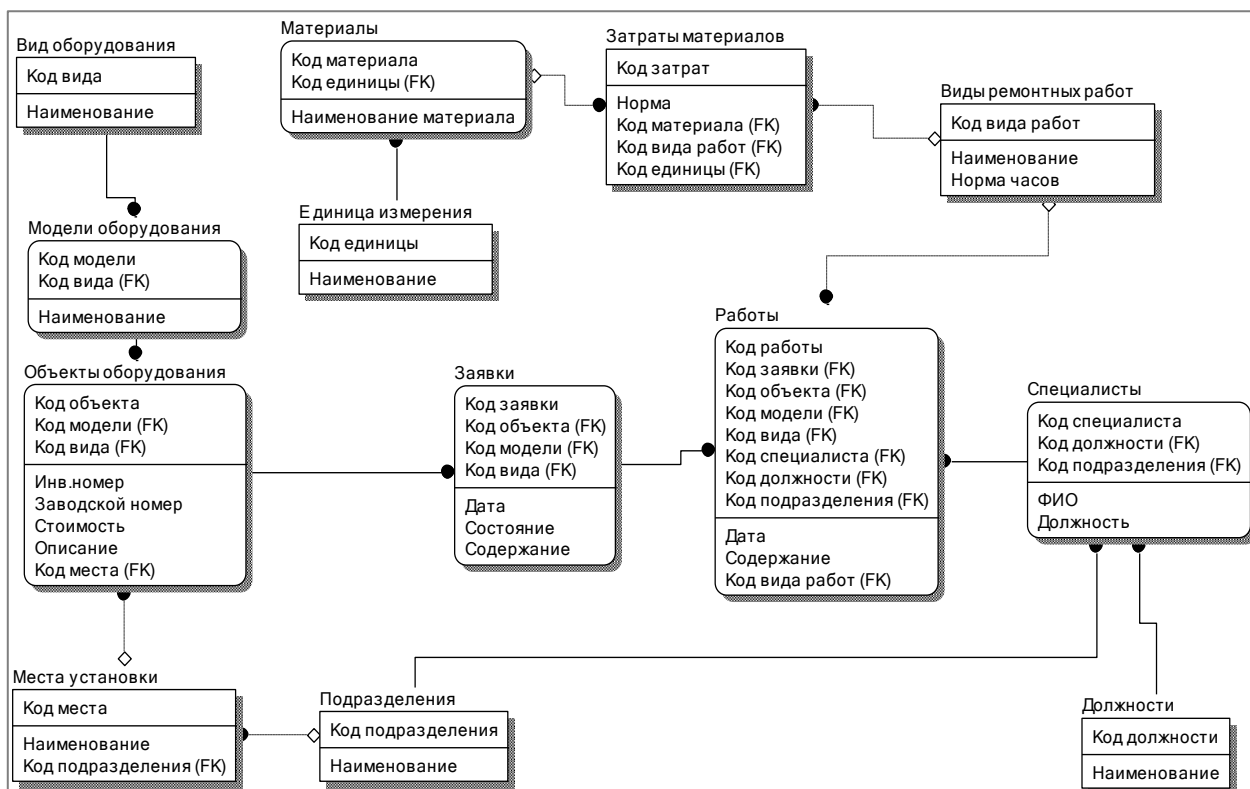 Вид оборудования
Код вида
Наименование
Материалы
Код материала
Код единицы (FK)
Наименование материала
Затраты материалов
Код затрат
Норма
Код материала (FK)
Код вида работ (FK)
Код единицы (FK)
Виды ремонтных работ
Код вида работ
Наименование
Норма часов
Единица измерения
Код единицы
Наименование
Модели оборудования
Код модели
Код вида (FK)
Наименование
Объекты оборудования
Код объекта
Код модели (FK)
Код вида (FK)
Инв.номер
Заводской номер
Стоимость
Описание
Код места (FK)
Заявки
Код заявки
Код объекта (FK)
Код модели (FK)
Код вида (FK)
Дата
Состояние
Содержание
Работы
Код работы
Код заявки (FK)
Код объекта (FK)
Код модели (FK)
Код вида (FK)
Код специалиста (FK)
Код должности (FK)
Код подразделения (FK)
Дата
Содержание
Код вида работ (FK)
Специалисты
Код специалиста
Код должности (FK)
Код подразделения (FK)
ФИО
Должность
Места установки
Код места
Наименование
Код подразделения (FK)
Подразделения
Код подразделения
Наименование
Должности
Код должности
Наименование